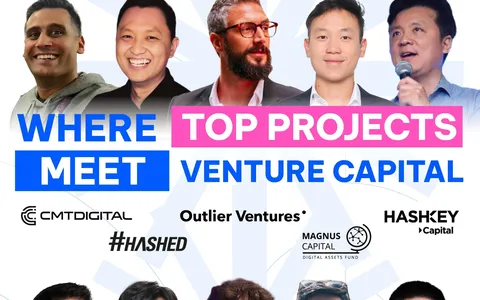 WHERE TOP PROJECTS
MEET VENTURE CAPITAL
CMTDIGITAL Outlier Ventures HASHKEY
Capital
#HASHED MAGNUS
CAPITAL
DIGITAL ASSETS FUND